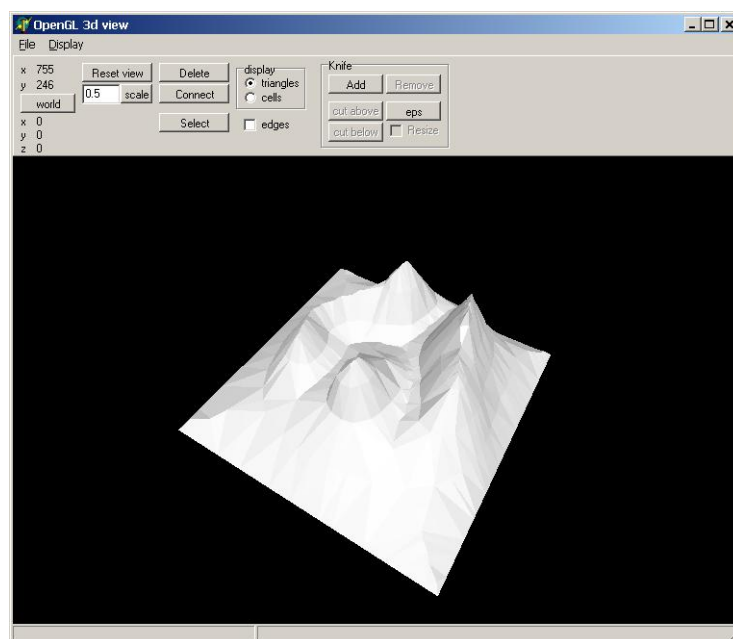 OpenGL 3d view
File Display
x 755
y 246
world
x 0
y 0
z 0
Reset view
0.5 scale
Delete
Connect
Select
display
triangles
cells
edges
Knife
Add Remove
cut above eps
cut below Resize